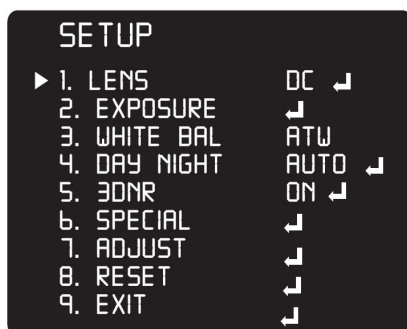 SETUP
1. LENS DC ↲
2. EXPOSURE ↲
3. WHITE BAL ATW
4. DAY NIGHT AUTO ↲
5. 3DNR ON ↲
6. SPECIAL ↲
7. ADJUST ↲
8. RESET ↲
9. EXIT ↲